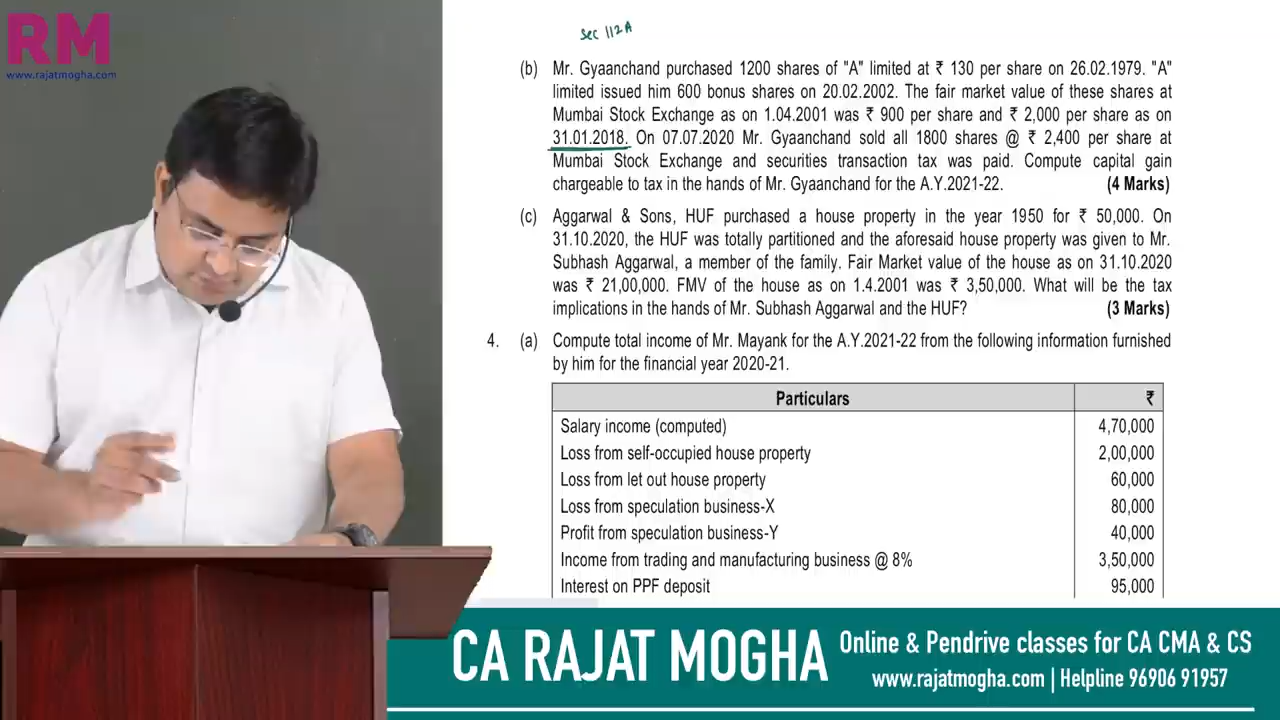 RM
www.rajatmogha.com
Sec 112A
(b) Mr. Gyaanchand purchased 1200 shares of "A" limited at ₹ 130 per share on 26.02.1979. "A"
limited issued him 600 bonus shares on 20.02.2002. The fair market value of these shares at
Mumbai Stock Exchange as on 1.04.2001 was ₹ 900 per share and ₹ 2,000 per share as on
31.01.2018. On 07.07.2020 Mr. Gyaanchand sold all 1800 shares @ ₹ 2,400 per share at
Mumbai Stock Exchange and securities transaction tax was paid. Compute capital gain
chargeable to tax in the hands of Mr. Gyaanchand for the A.Y.2021-22. (4 Marks)
(c) Aggarwal & Sons, HUF purchased a house property in the year 1950 for ₹ 50,000. On
31.10.2020, the HUF was totally partitioned and the aforesaid house property was given to Mr.
Subhash Aggarwal, a member of the family. Fair Market value of the house as on 31.10.2020
was ₹ 21,00,000. FMV of the house as on 1.4.2001 was ₹ 3,50,000. What will be the tax
implications in the hands of Mr. Subhash Aggarwal and the HUF? (3 Marks)
4. (a) Compute total income of Mr. Mayank for the A.Y.2021-22 from the following information furnished
by him for the financial year 2020-21.
Particulars ₹
Salary income (computed) 4,70,000
Loss from self-occupied house property 2,00,000
Loss from let out house property 60,000
Loss from speculation business-X 80,000
Profit from speculation business-Y 40,000
Income from trading and manufacturing business @ 8% 3,50,000
Interest on PPF deposit 95,000
CA RAJAT MOGHA
Online & Pendrive classes for CA CMA & CS
www.rajatmogha.com | Helpline 96906 91957